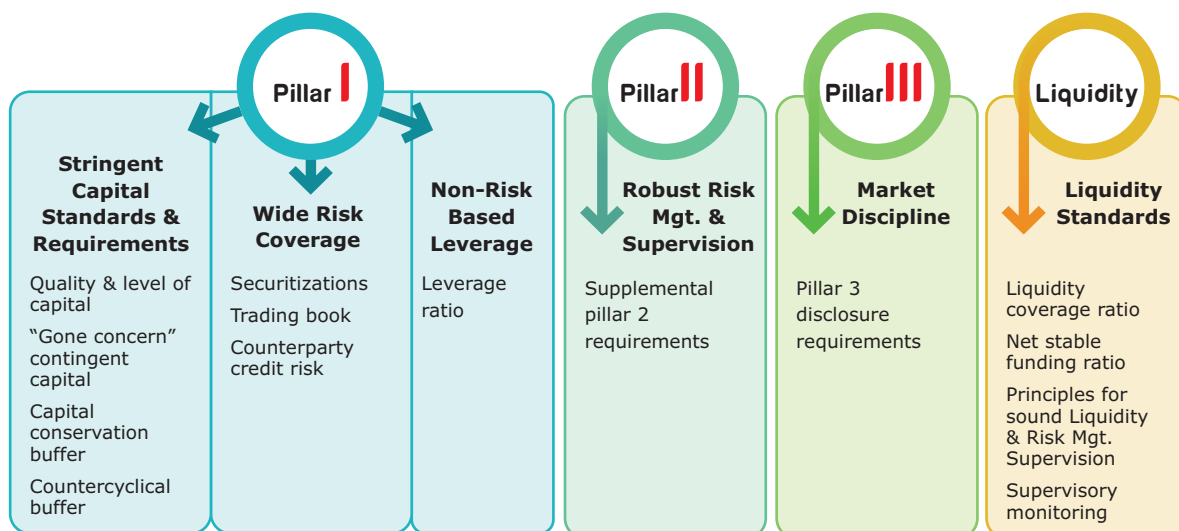 Pillar I
Stringent
Capital
Standards &
Requirements
Quality & level of
capital
“Gone concern”
contingent
capital
Capital
conservation
buffer
Countercyclical
buffer
Wide Risk
Coverage
Securitizations
Trading book
Counterparty
credit risk
Non-Risk
Based
Leverage
Leverage
ratio
Pillar II
Robust Risk
Mgt. &
Supervision
Supplemental
pillar 2
requirements
Pillar III
Market
Discipline
Pillar 3
disclosure
requirements
Liquidity
Liquidity
Standards
Liquidity
coverage ratio
Net stable
funding ratio
Principles for
sound Liquidity
& Risk Mgt.
Supervision
Supervisory
monitoring